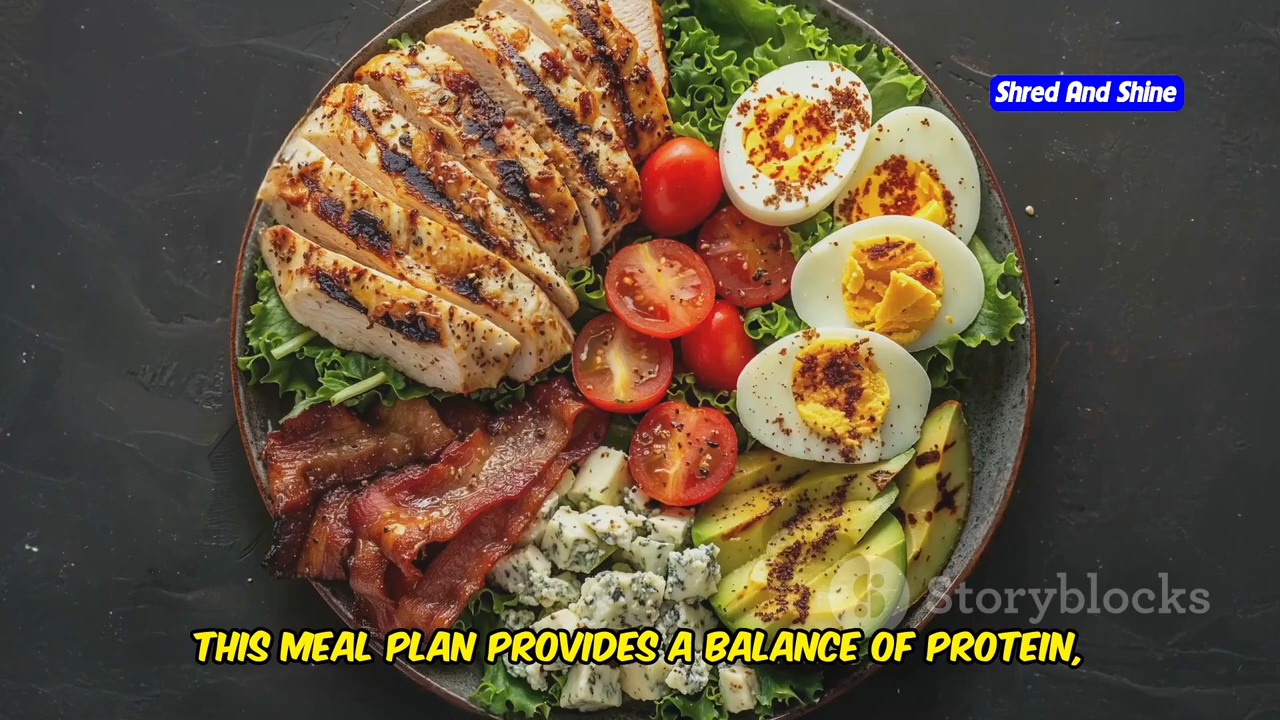 Shred And Shine
Storyblocks
THIS MEAL PLAN PROVIDES A BALANCE OF PROTEIN,